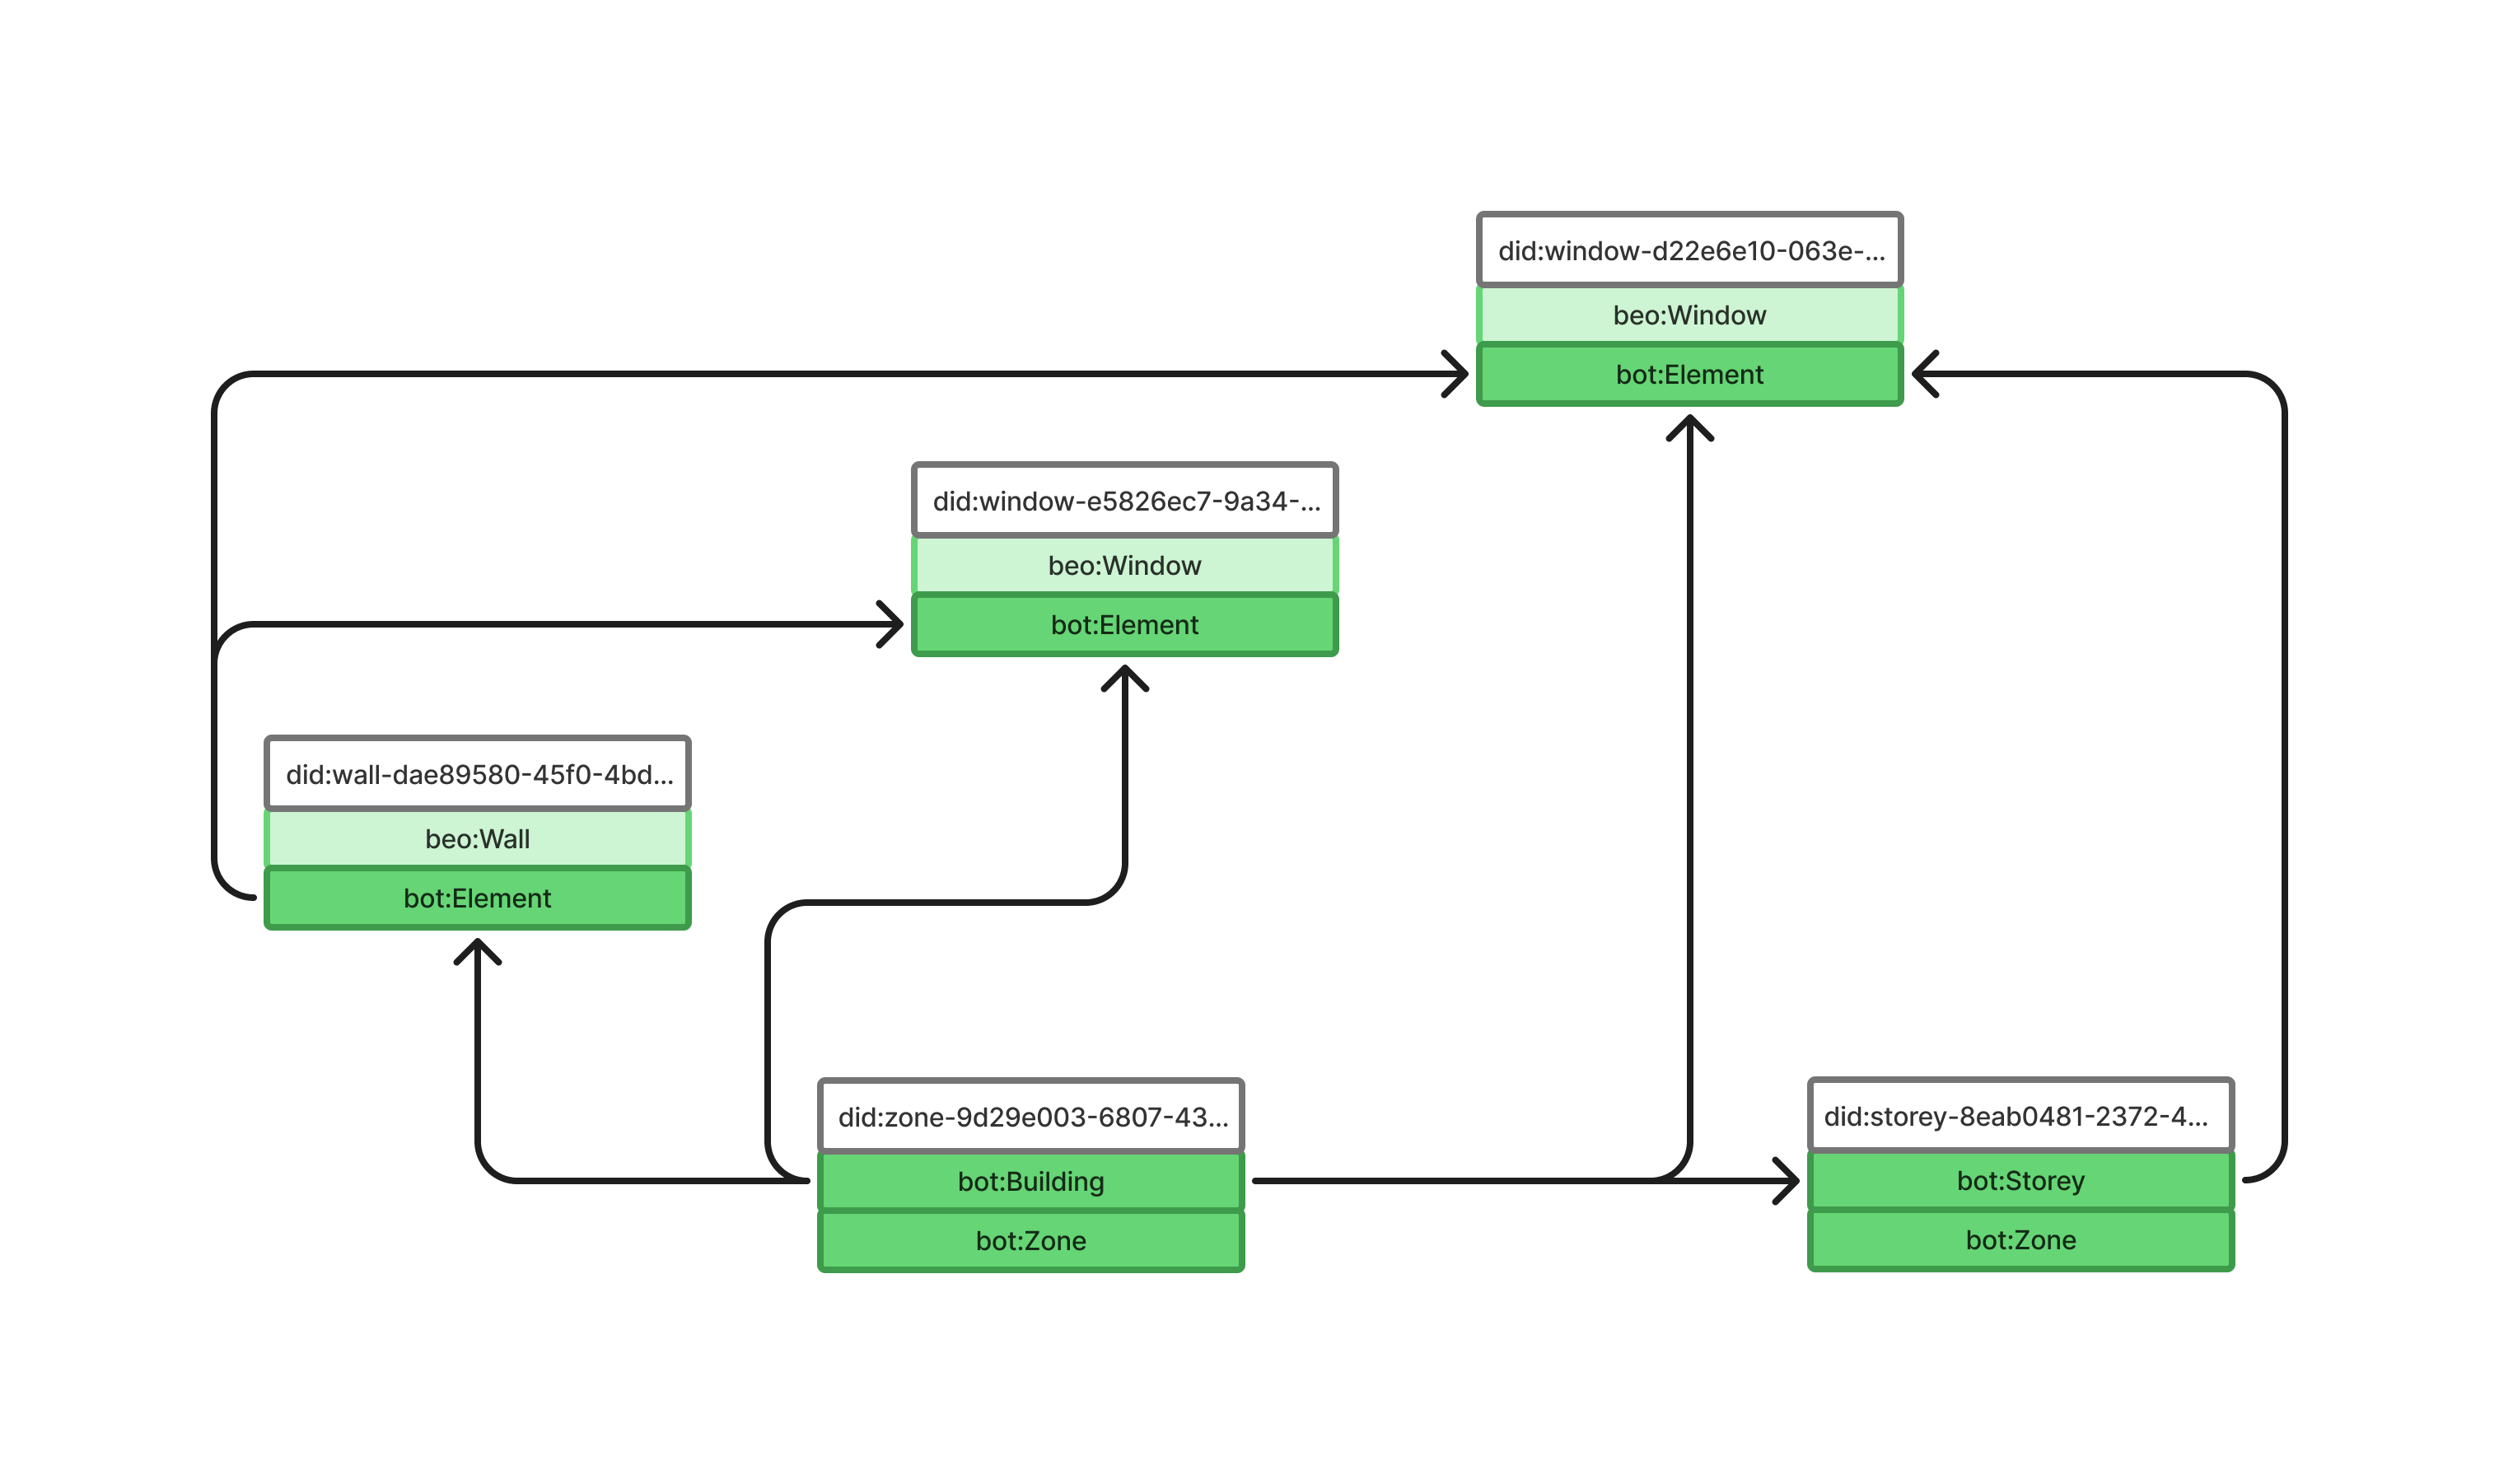 did:window-d22e6e10-063e-...
beo:Window
bot:Element
did:window-e5826ec7-9a34-...
beo:Window
bot:Element
did:wall-dae89580-45f0-4bd...
beo:Wall
bot:Element
did:zone-9d29e003-6807-43...
bot:Building
bot:Zone
did:storey-8eab0481-2372-4...
bot:Storey
bot:Zone